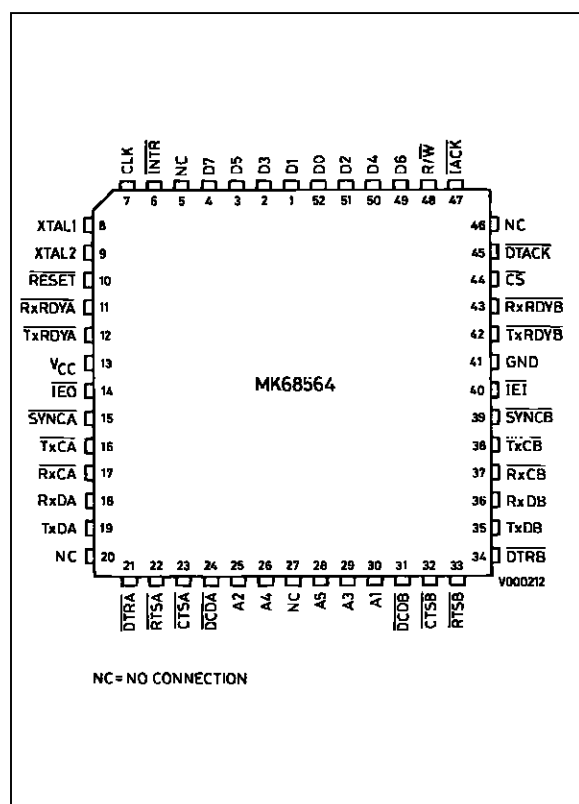 CLK INTR NC D7 D5 D3 D1 D0 D2 D4 D6 R/W IACK
7 6 5 4 3 2 1 52 51 50 49 48 47
XTAL1 8 46 NC
XTAL2 9 45 DTACK
RESET 10 44 CS
RxRDYA 11 43 RxRDYB
TxRDYA 12 42 TxRDYB
VCC 13 41 GND
MK68564
IEO 14 40 IEI
SYNCA 15 39 SYNCB
TxCA 16 38 TxCB
RxCA 17 37 RxCB
RxDA 18 36 RxDB
TxDA 19 35 TxDB
NC 20 34 DTRB
21 22 23 24 25 26 27 28 29 30 31 32 33
V000212
DTRA RTSA CTSA DCDA A2 A4 NC A5 A3 A1 DCDB CTSB RTSB
NC = NO CONNECTION